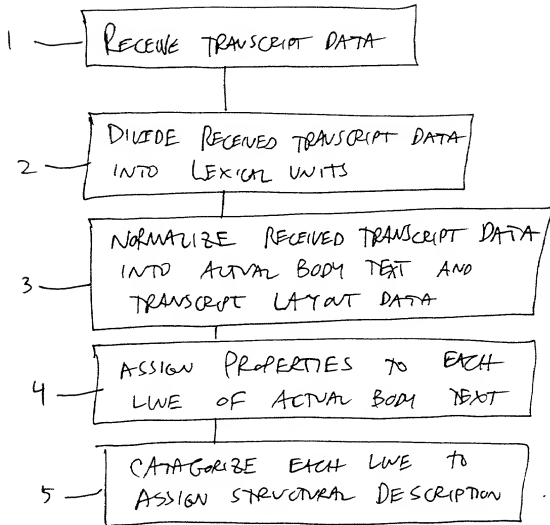 1 RECEIVE TRANSCRIPT DATA
DIVIDE RECEIVED TRANSCRIPT DATA
2 INTO LEXICAL UNITS
NORMALIZE RECEIVED TRANSCRIPT DATA
INTO ACTUAL BODY TEXT AND
3 TRANSCRIPT LAYOUT DATA
ASSIGN PROPERTIES TO EACH
4 LINE OF ACTUAL BODY TEXT
CATAGORIZE EACH LINE TO
5 ASSIGN STRUCTURAL DESCRIPTION